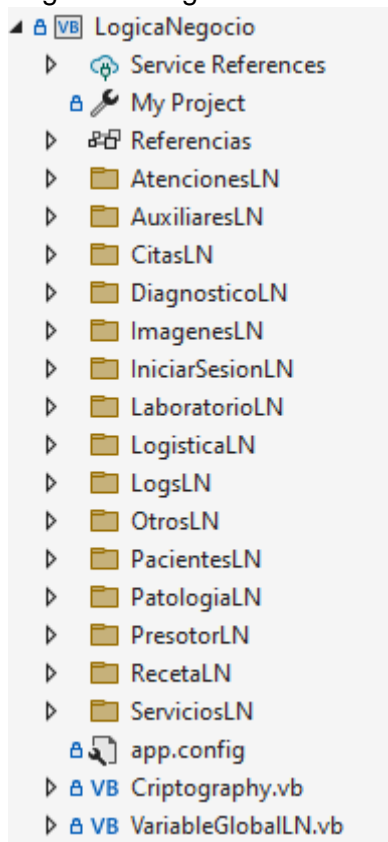 VB LogicaNegocio
Service References
My Project
Referencias
AtencionesLN
AuxiliaresLN
CitasLN
DiagnosticoLN
ImagenesLN
IniciarSesionLN
LaboratorioLN
LogisticaLN
LogsLN
OtrosLN
PacientesLN
PatologiaLN
PresotorLN
RecetaLN
ServiciosLN
app.config
VB Criptography.vb
VB VariableGlobalLN.vb